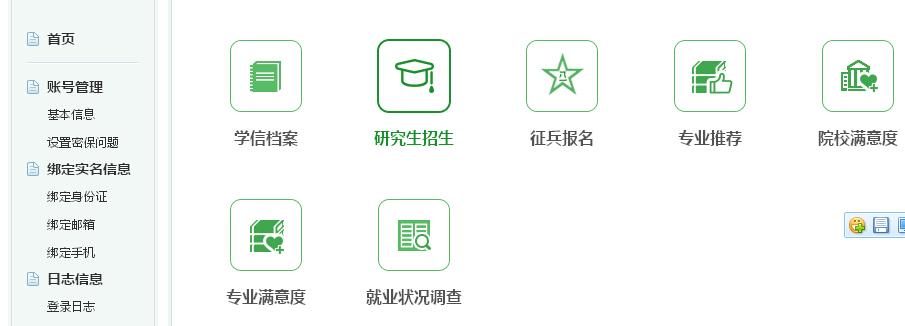 首页
账号管理
基本信息
设置密保问题
绑定实名信息
绑定身份证
绑定邮箱
绑定手机
日志信息
登录日志
学信档案
研究生招生
征兵报名
专业推荐
院校满意度
专业满意度
就业状况调查